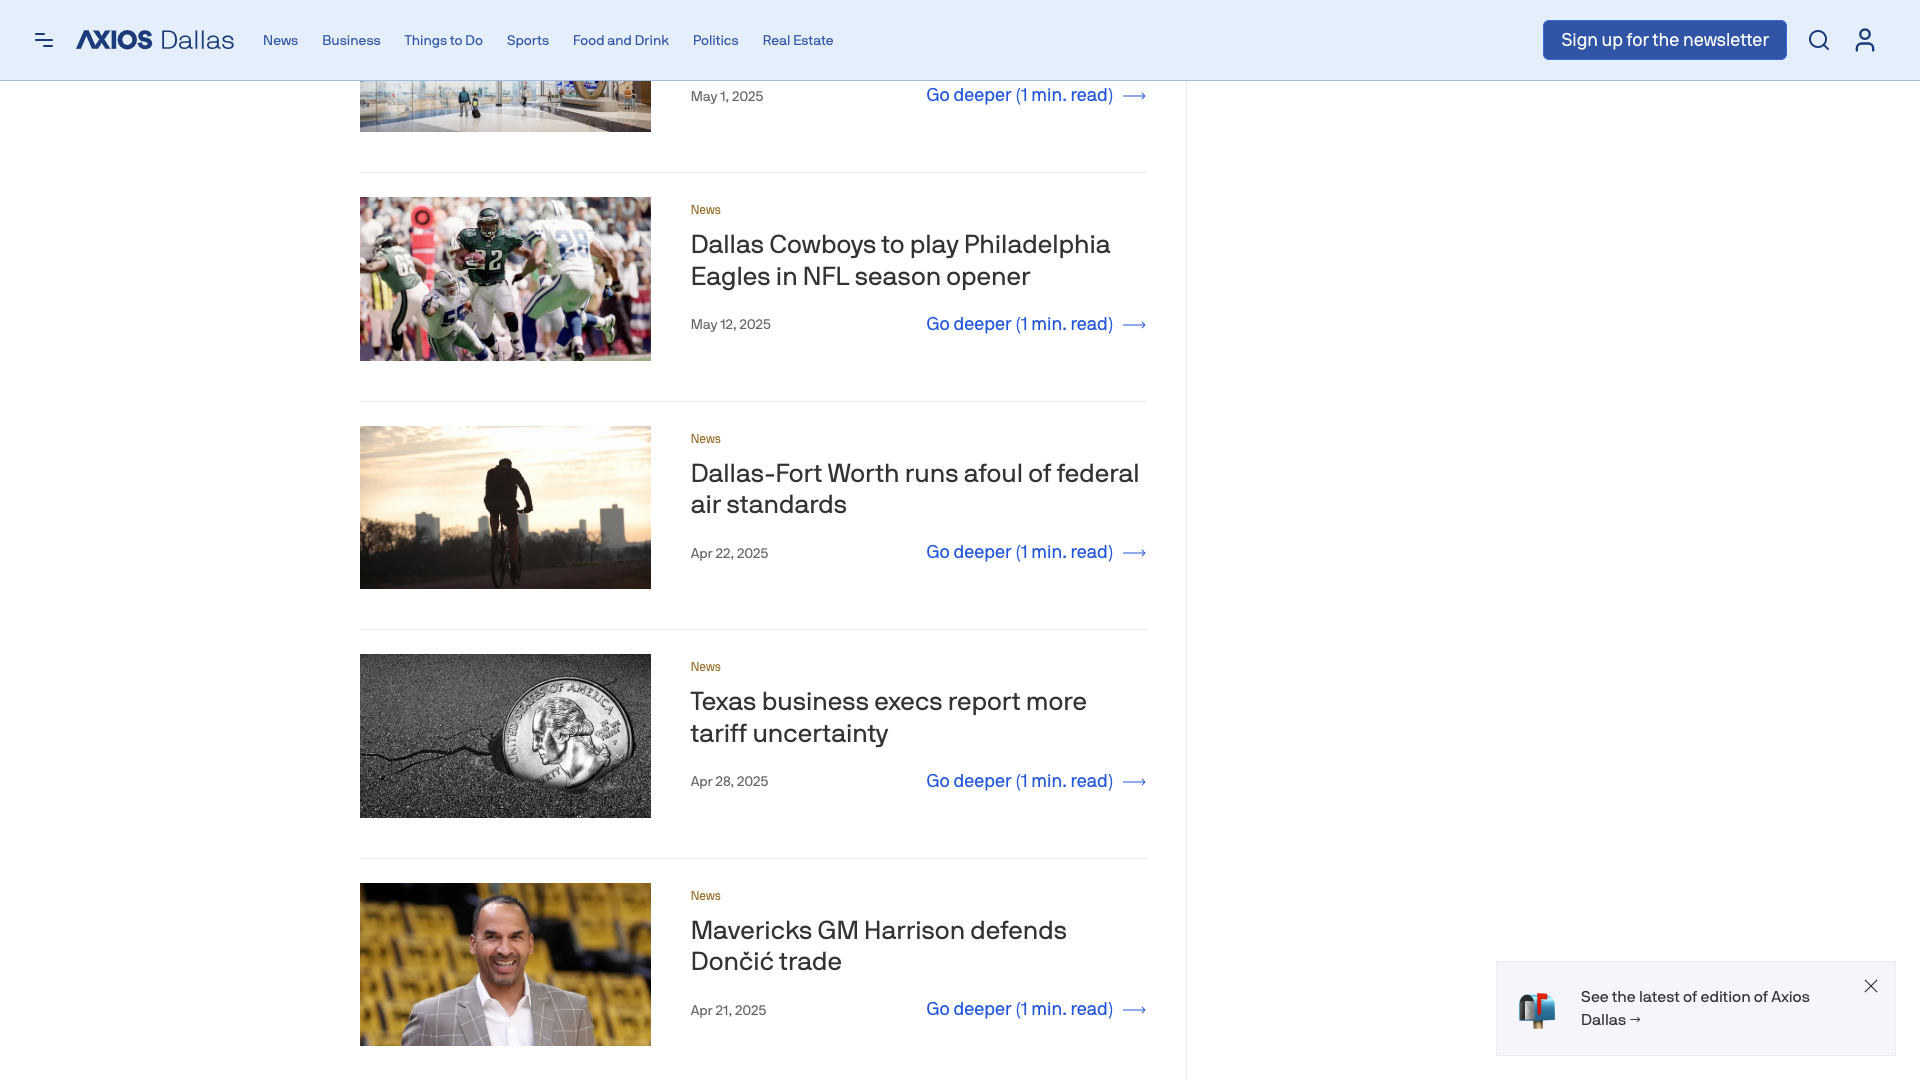 AXIOS Dallas
News
Business
Things to Do
Sports
Food and Drink
Politics
Real Estate
Sign up for the newsletter
May 1, 2025
Go deeper (1 min. read)
News
Dallas Cowboys to play Philadelphia
Eagles in NFL season opener
May 12, 2025
Go deeper (1 min. read)
News
Dallas-Fort Worth runs afoul of federal
air standards
Apr 22, 2025
Go deeper (1 min. read)
UNITED STATES OF AMERICA
LIBERTY
News
Texas business execs report more
tariff uncertainty
Apr 28, 2025
Go deeper (1 min. read)
News
Mavericks GM Harrison defends
Dončić trade
Apr 21, 2025
Go deeper (1 min. read)
See the latest of edition of Axios
Dallas →